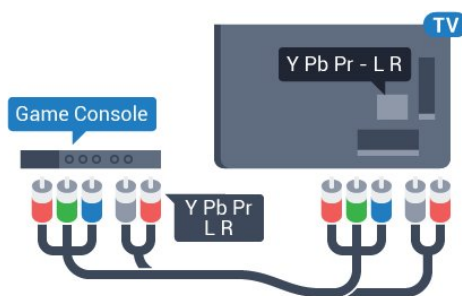 TV
Y Pb Pr - L R
Game Console
Y Pb Pr
L R